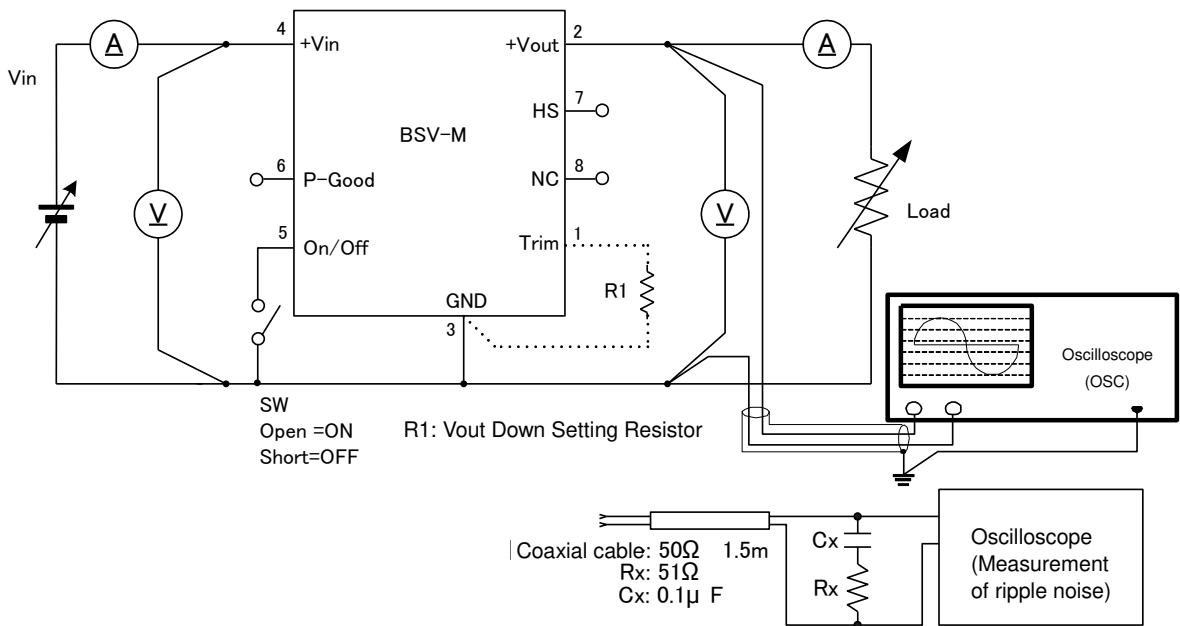 A
4
+Vin
+Vout
2
A
Vin
HS
7
BSV-M
6
P-Good
NC
8
V
V
5
On/Off
Trim
1
Load
R1
GND
3
Oscilloscope
(OSC)
SW
Open =ON
Short=OFF
R1: Vout Down Setting Resistor
Coaxial cable: 50Ω 1.5m
Rx: 51Ω
Cx: 0.1μ F
Cx
Rx
Oscilloscope
(Measurement
of ripple noise)